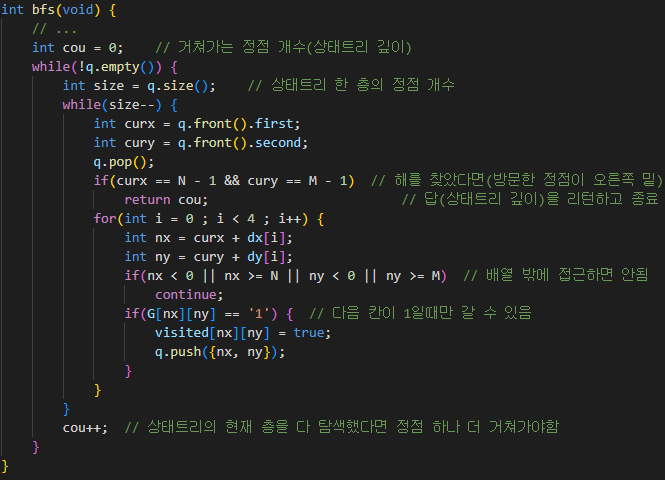 int bfs(void) {
    // ...
    int cou = 0;    // 거쳐가는 정점 개수(상태트리 깊이)
    while(!q.empty()) {
        int size = q.size();    // 상태트리 한 층의 정점 개수
        while(size--) {
            int curx = q.front().first;
            int cury = q.front().second;
            q.pop();
            if(curx == N - 1 && cury == M - 1)  // 해를 찾았다면(방문한 정점이 오른쪽 밑)
                return cou;                         // 답(상태트리 깊이)을 리턴하고 종료
            for(int i = 0 ; i < 4 ; i++) {
                int nx = curx + dx[i];
                int ny = cury + dy[i];
                if(nx < 0 || nx >= N || ny < 0 || ny >= M)  // 배열 밖에 접근하면 안됨
                    continue;
                if(G[nx][ny] == '1') {  // 다음 칸이 1일때만 갈 수 있음
                    visited[nx][ny] = true;
                    q.push({nx, ny});
                }
            }
        }
        cou++;  // 상태트리의 현재 층을 다 탐색했다면 정점 하나 더 거쳐가야함
    }
}